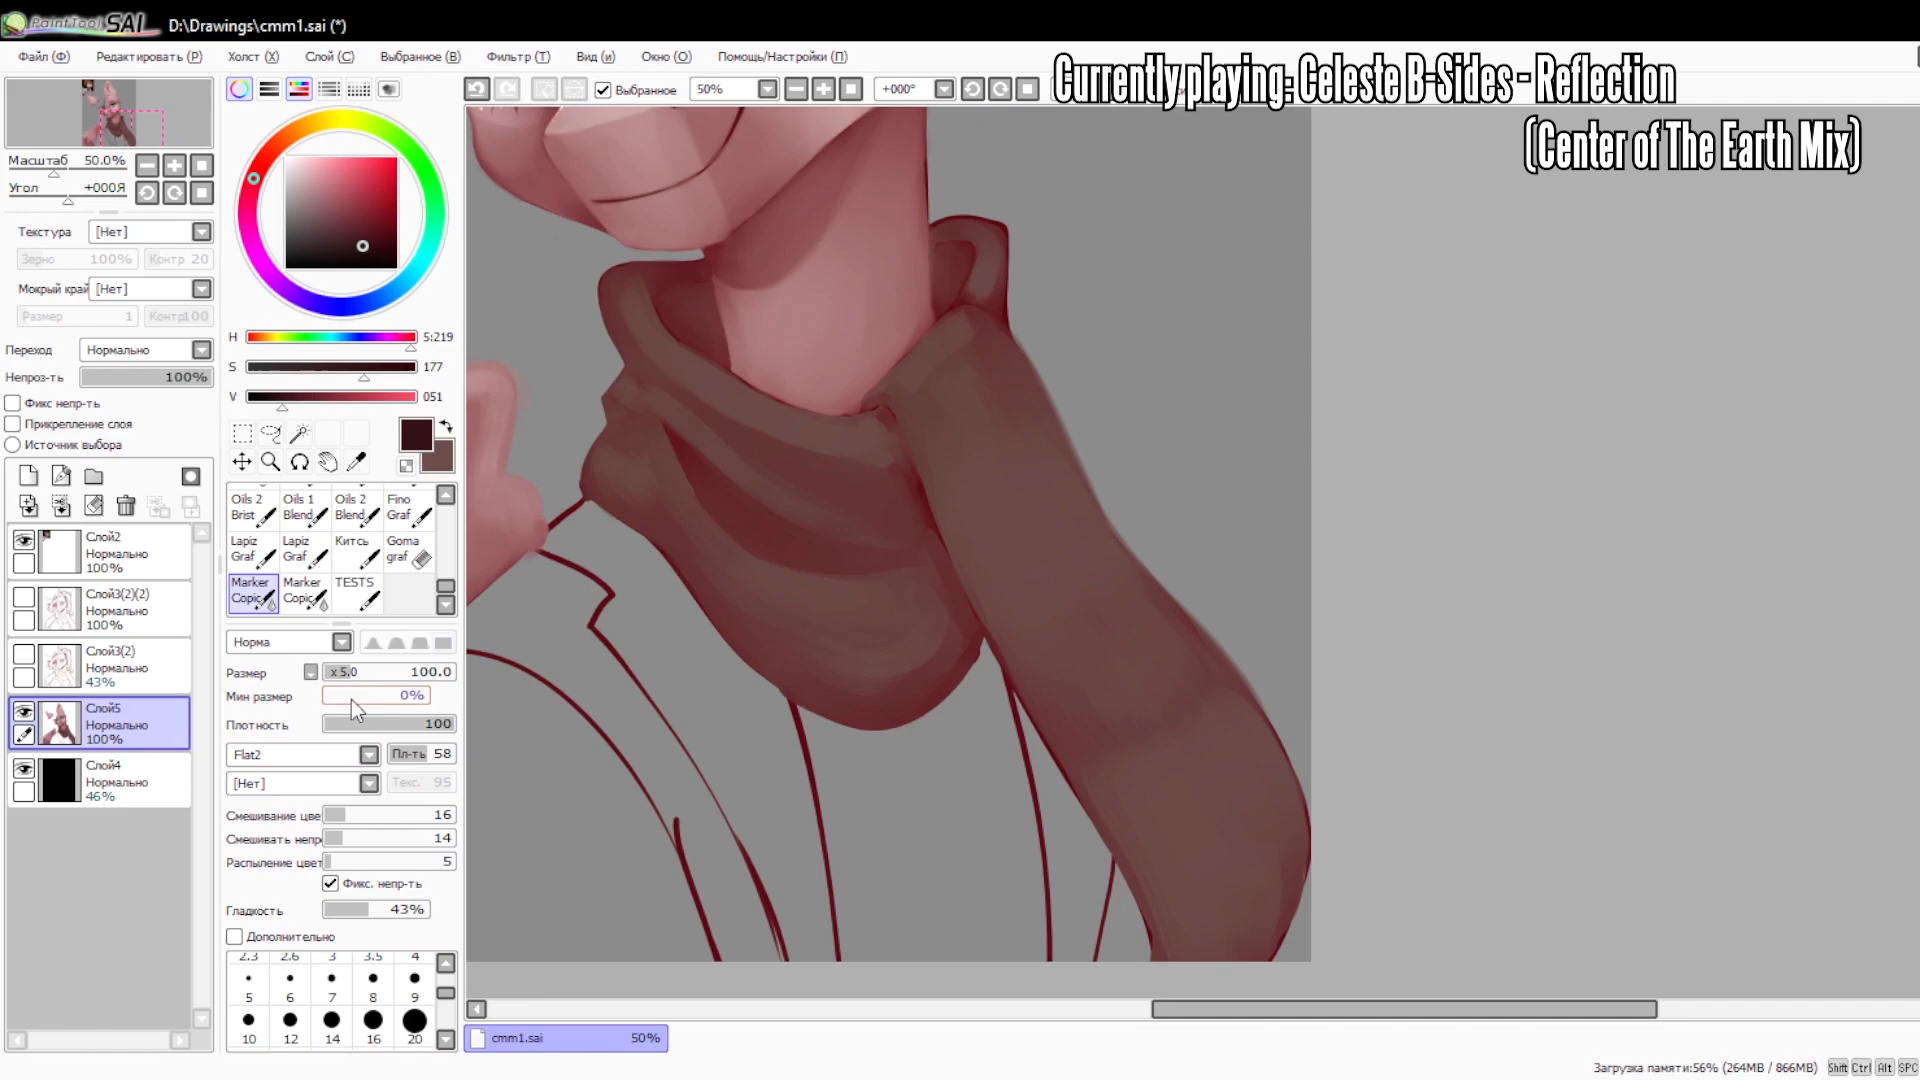 PaintTool SAI D:\Drawings\cmm1.sai (*)
Файл (Ф) Редактировать (Р) Холст (Х) Слой (С) Выбранное (В) Фильтр (Т) Вид (и) Окно (О) Помощь/Настройки (П)
Currently playing: Celeste B-Sides - Reflection
(Center of The Earth Mix)
Выбранное 50% +000°
Масштаб 50.0%
Угол +000Я
Текстура [Нет]
Зерно 100% Контр 20
Мокрый край [Нет]
Размер 1 Контр100
Переход Нормально
Непроз-ть 100%
Фикс непр-ть
Прикрепление слоя
Источник выбора
Слой2
Нормально
100%
Слой3(2)(2)
Нормально
100%
Слой3(2)
Нормально
43%
Слой5
Нормально
100%
Слой4
Нормально
46%
H 5:219
S 177
V 051
Oils 2 Brist
Oils 1 Blend
Oils 2 Blend
Fino Graf
Lapiz Graf
Lapiz Graf
Китсь
Goma graf
Marker Copic
Marker Copic
TESTS
Норма
Размер x 5.0 100.0
Мин размер 0%
Плотность 100
Flat2 Пл-ть 58
[Нет] Текс. 95
Смешивание цве 16
Смешивать непр 14
Распыление цвет 5
Фикс. непр-ть
Гладкость 43%
Дополнительно
2.3 2.6 3 3.5 4
5 6 7 8 9
10 12 14 16 20
cmm1.sai 50%
Загрузка памяти:56% (264MB / 866MB) Shift Ctrl Alt SPC